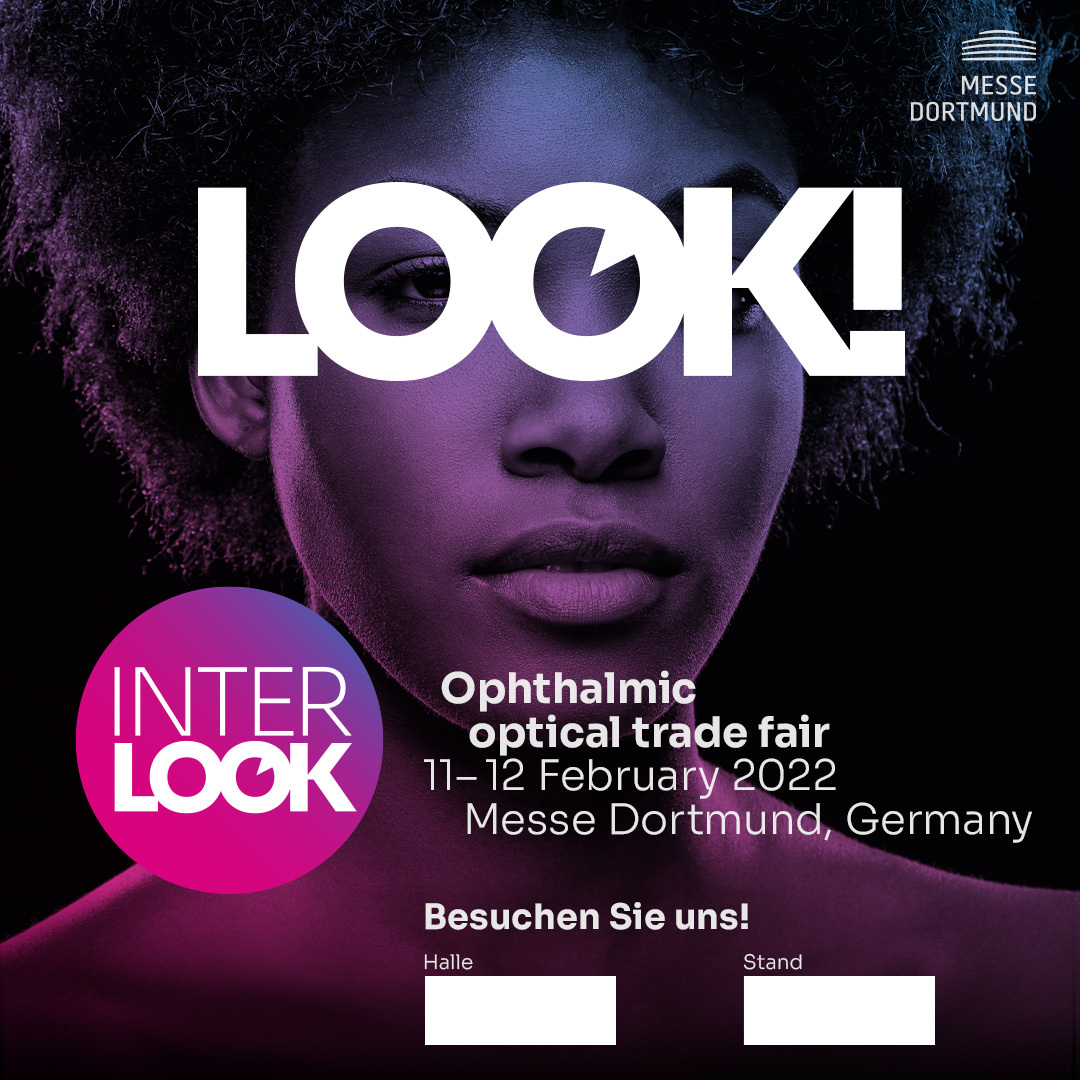 MESSE
DORTMUND
LOOK!
INTER
LOOK
Ophthalmic
optical trade fair
11–12 February 2022
Messe Dortmund, Germany
Besuchen Sie uns!
Halle
Stand